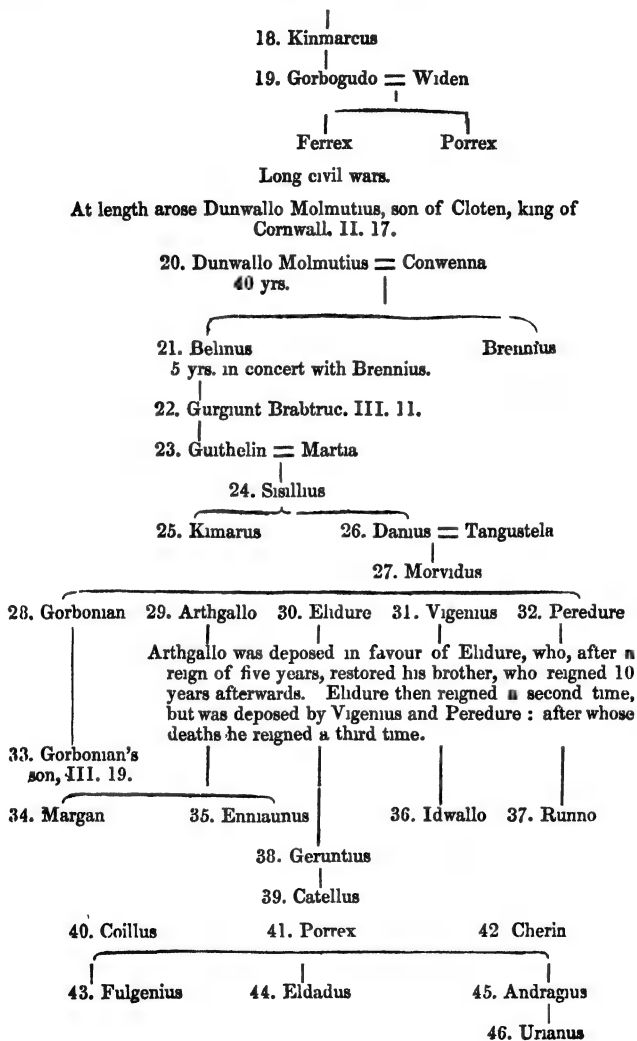 18. Kinmarcus
19. Gorbogudo = Widen
Ferrex Porrex
Long civil wars.
At length arose Dunwallo Molmutius, son of Cloten, king of
Cornwall. II. 17.
20. Dunwallo Molmutius = Conwenna
40 yrs.
21. Belinus Brennius
5 yrs. in concert with Brennius.
22. Gurgiunt Brabtruc. III. 11.
23. Guithelin = Martia
24. Sisillius
25. Kimarus 26. Danius = Tangustela
27. Morvidus
28. Gorbonian 29. Arthgallo 30. Elidure 31. Vigenius 32. Peredure
Arthgallo was deposed in favour of Elidure, who, after a
reign of five years, restored his brother, who reigned 10
years afterwards. Elidure then reigned a second time,
but was deposed by Vigenius and Peredure : after whose
deaths he reigned a third time.
33. Gorbonian's
son, III. 19.
34. Margan 35. Enniaunus 36. Idwallo 37. Runno
38. Geruntius
39. Catellus
40. Coillus 41. Porrex 42 Cherin
43. Fulgenius 44. Eldadus 45. Andragius
46. Urianus